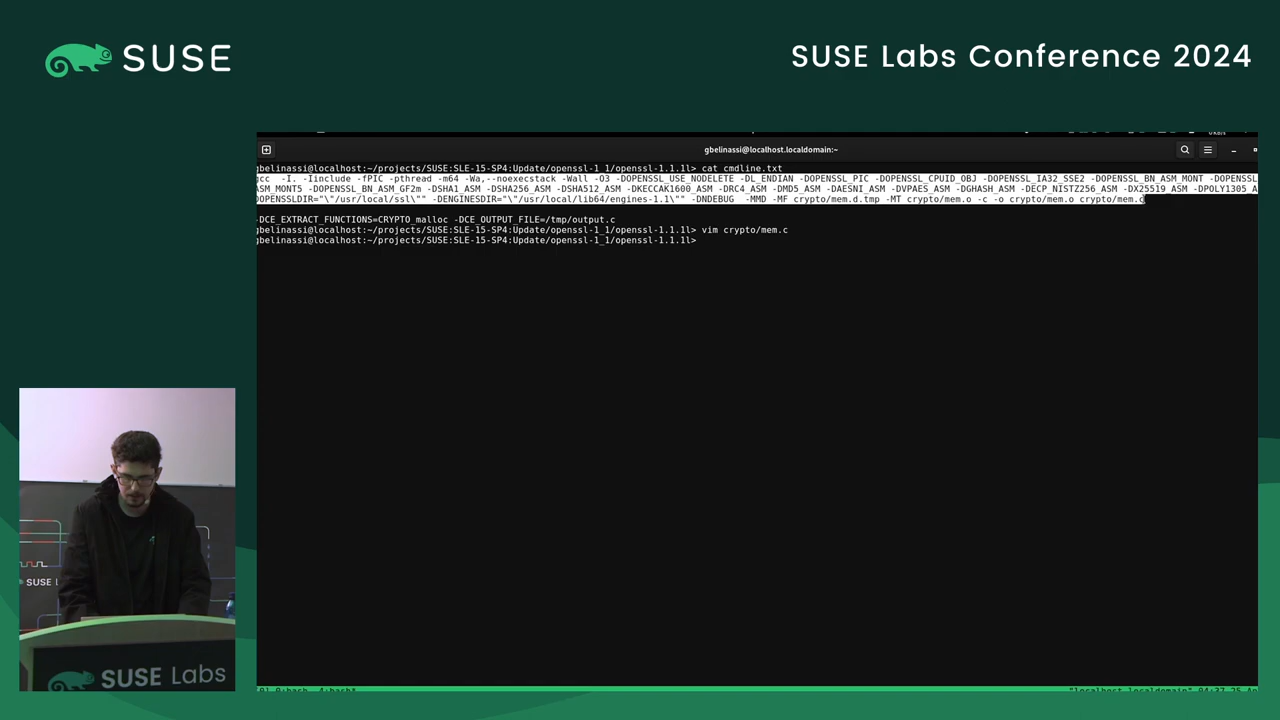 SUSE
SUSE Labs Conference 2024
gbelinassi@localhost.localdomain:~
gbelinassi@localhost:~/projects/SUSE:SLE-15-SP4:Update/openssl-1_1/openssl-1.1.1l> cat cmdline.txt
gcc  -I. -Iinclude -fPIC -pthread -m64 -Wa,--noexecstack -Wall -O3 -DOPENSSL_USE_NODELETE -DL_ENDIAN -DOPENSSL_PIC -DOPENSSL_CPUID_OBJ -DOPENSSL_IA32_SSE2 -DOPENSSL_BN_ASM_MONT -DOPENSSL
ASM_MONT5 -DOPENSSL_BN_ASM_GF2m -DSHA1_ASM -DSHA256_ASM -DSHA512_ASM -DKECCAK1600_ASM -DRC4_ASM -DMD5_ASM -DAESNI_ASM -DVPAES_ASM -DGHASH_ASM -DECP_NISTZ256_ASM -DX25519_ASM -DPOLY1305_A
DOPENSSLDIR="\"/usr/local/ssl\"" -DENGINESDIR="\"/usr/local/lib64/engines-1.1\"" -DNDEBUG  -MMD -MF crypto/mem.d.tmp -MT crypto/mem.o -c -o crypto/mem.o crypto/mem.c
-DCE_EXTRACT_FUNCTIONS=CRYPTO_malloc -DCE_OUTPUT_FILE=/tmp/output.c
gbelinassi@localhost:~/projects/SUSE:SLE-15-SP4:Update/openssl-1_1/openssl-1.1.1l> vim crypto/mem.c
gbelinassi@localhost:~/projects/SUSE:SLE-15-SP4:Update/openssl-1_1/openssl-1.1.1l>
SUSE L
SUSE Labs